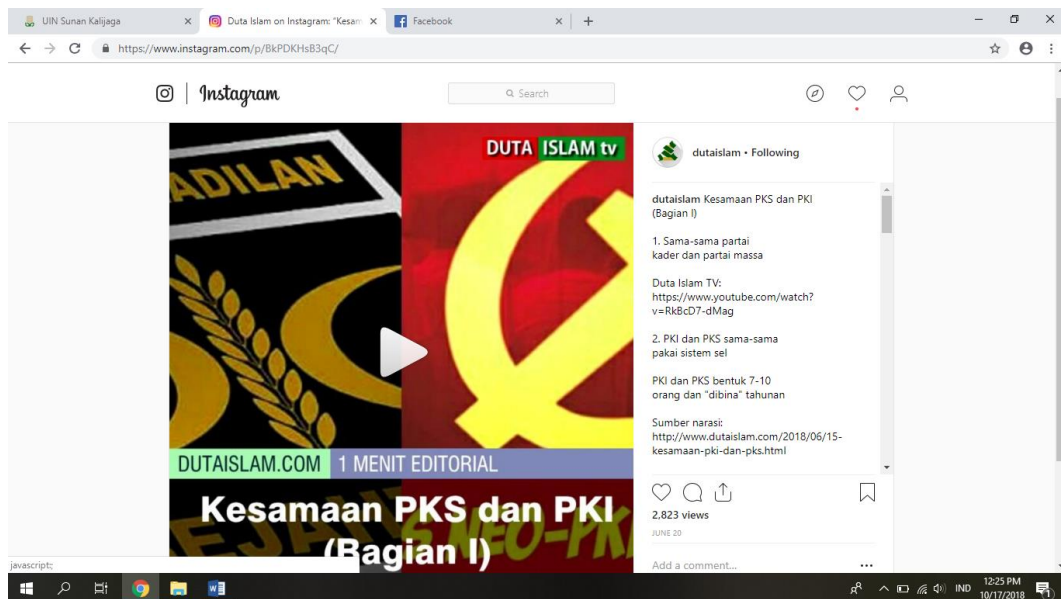 UIN Sunan Kalijaga
Duta Islam on Instagram: "Kesam
Facebook
https://www.instagram.com/p/BkPDKHsB3qC/
Instagram
Search
ADILAN
DUTA ISLAM tv
DUTAISLAM.COM 1 MENIT EDITORIAL
Kesamaan PKS dan PKI
(Bagian I)
dutaislam • Following
dutaislam Kesamaan PKS dan PKI
(Bagian I)
1. Sama-sama partai
kader dan partai massa
Duta Islam TV:
https://www.youtube.com/watch?
v=RkBcD7-dMag
2. PKI dan PKS sama-sama
pakai sistem sel
PKI dan PKS bentuk 7-10
orang dan "dibina" tahunan
Sumber narasi:
http://www.dutaislam.com/2018/06/15-
kesamaan-pki-dan-pks.html
2,823 views
JUNE 20
Add a comment...
javascript:;
IND
12:25 PM
10/17/2018